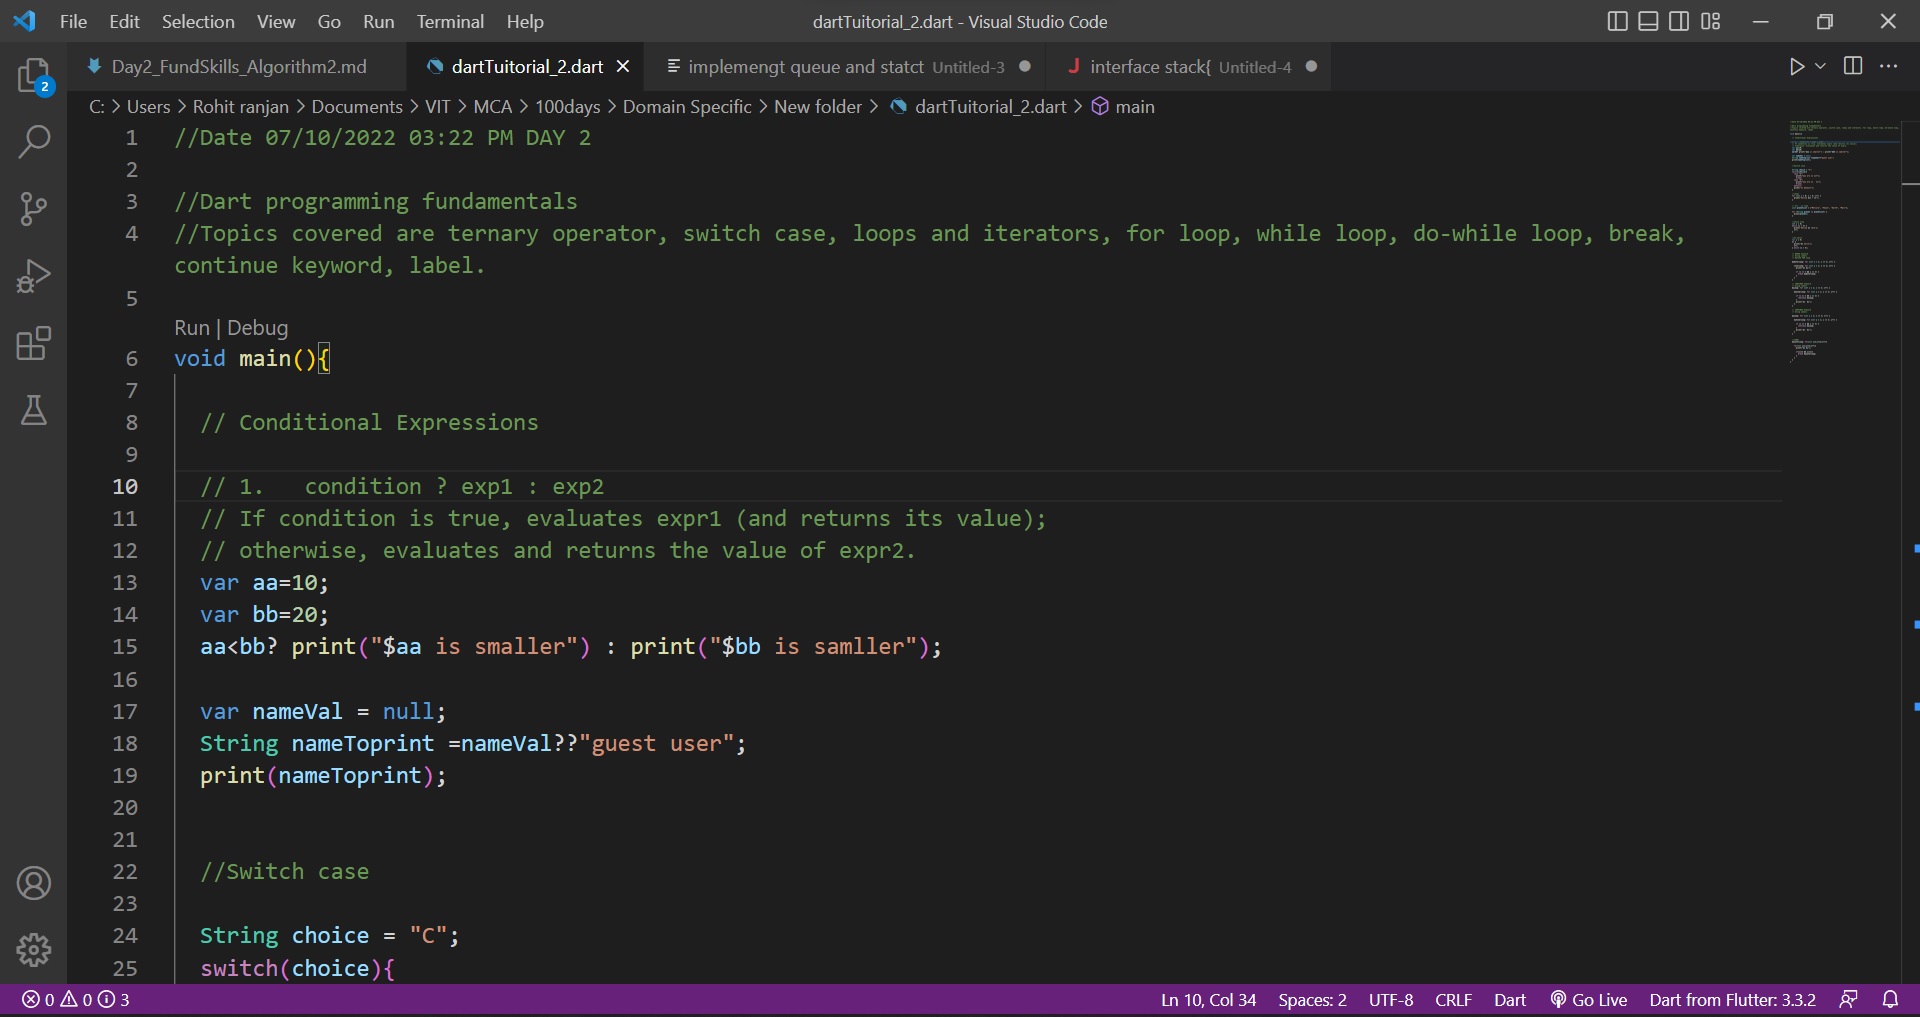 File Edit Selection View Go Run Terminal Help dartTuitorial_2.dart - Visual Studio Code
Day2_FundSkills_Algorithm2.md dartTuitorial_2.dart implemengt queue and statct Untitled-3 interface stack{ Untitled-4
2
C: > Users > Rohit ranjan > Documents > VIT > MCA > 100days > Domain Specific > New folder > dartTuitorial_2.dart > main
1 //Date 07/10/2022 03:22 PM DAY 2
2
3 //Dart programming fundamentals
4 //Topics covered are ternary operator, switch case, loops and iterators, for loop, while loop, do-while loop, break,
continue keyword, label.
5
Run | Debug
6 void main(){
7
8 // Conditional Expressions
9
10 // 1.   condition ? exp1 : exp2
11 // If condition is true, evaluates expr1 (and returns its value);
12 // otherwise, evaluates and returns the value of expr2.
13 var aa=10;
14 var bb=20;
15 aa<bb? print("$aa is smaller") : print("$bb is samller");
16
17 var nameVal = null;
18 String nameToprint =nameVal??"guest user";
19 print(nameToprint);
20
21
22 //Switch case
23
24 String choice = "C";
25 switch(choice){
0 0 3 Ln 10, Col 34 Spaces: 2 UTF-8 CRLF Dart Go Live Dart from Flutter: 3.3.2